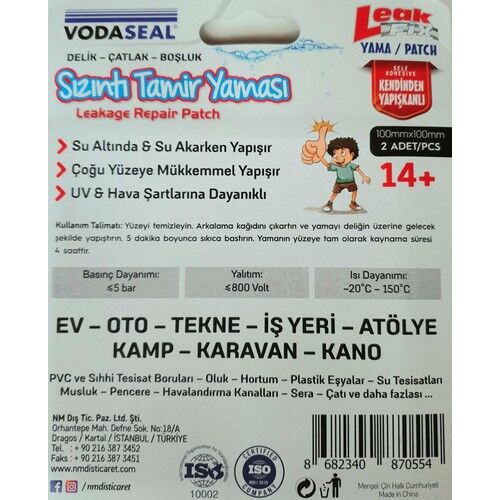 VODASEAL
DELİK - ÇATLAK - BOŞLUK
Sızıntı Tamir Yaması
Leakage Repair Patch
Leak
Fix
YAMA / PATCH
SELF
ADHESIVE
KENDİNDEN
YAPIŞKANLI
100mmx100mm
2 ADET/PCS
14+
Su Altında & Su Akarken Yapışır
Çoğu Yüzeye Mükemmel Yapışır
UV & Hava Şartlarına Dayanıklı
Kullanım Talimatı: Yüzeyi temizleyin. Arkalama kağıdını çıkartın ve yamayı deliğin üzerine gelecek
şekilde yapıştırın. 5 dakika boyunca sıkıca bastırın. Yamanın yüzeye tam olarak kaynama süresi
4 saattir.
Basınç Dayanımı:
≤5 bar
Yalıtım:
≤800 Volt
Isı Dayanımı:
-20°C - 150°C
EV – OTO – TEKNE – İŞ YERİ – ATÖLYE
KAMP – KARAVAN – KANO
PVC ve Sıhhi Tesisat Boruları - Oluk - Hortum - Plastik Eşyalar - Su Tesisatları
Musluk - Pencere - Havalandırma Kanalları - Sera - Çatı ve daha fazlası ...
NM Dış Tic. Paz. Ltd. Şti.
Orhantepe Mah. Defne Sok. No:18/A
Dragos / Kartal / İSTANBUL / TÜRKİYE
Tel. : + 90 216 387 3452
Faks : + 90 216 387 3451
www.nmdisticaret.com
/nmdisticaret
ISO
10002
CERTIFIED
ISO
ISO 9001:2015
COMPANY
8 682340 870554
Menşei: Çin Halk Cumhuriyeti
Made in China